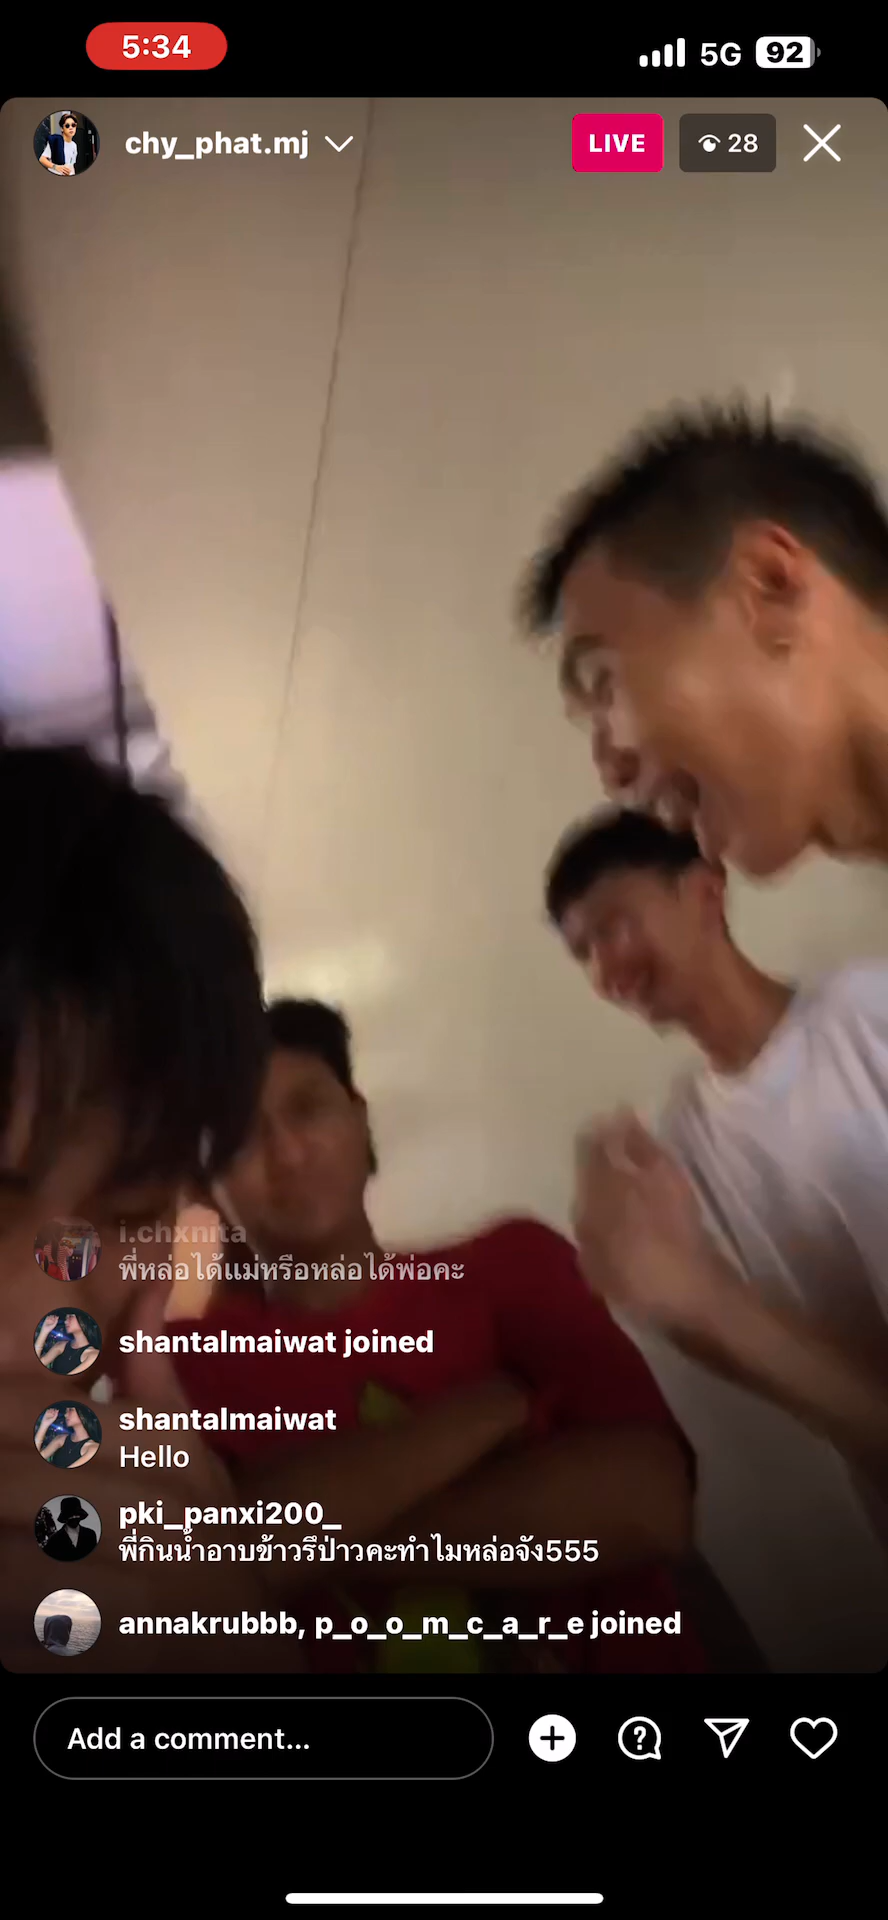 5:34
5G 92
chy_phat.mj
LIVE
28
i.chxnita
พี่หล่อได้แม่หรือหล่อได้พ่อคะ
shantalmaiwat joined
shantalmaiwat
Hello
pki_panxi200_
พี่กินน้ำอาบข้าวรึป่าวคะทำไมหล่อจัง555
annakrubbb, p_o_o_m_c_a_r_e joined
Add a comment...